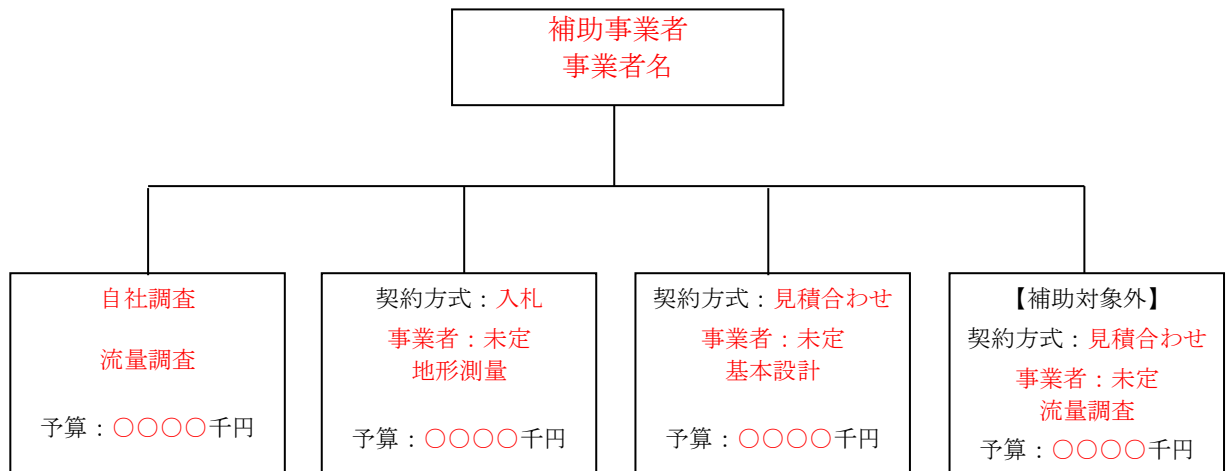 補助事業者
事業者名
自社調査
流量調査
予算：○○○○千円
契約方式：入札
事業者：未定
地形測量
予算：○○○○千円
契約方式：見積合わせ
事業者：未定
基本設計
予算：○○○○千円
【補助対象外】
契約方式：見積合わせ
事業者：未定
流量調査
予算：○○○○千円